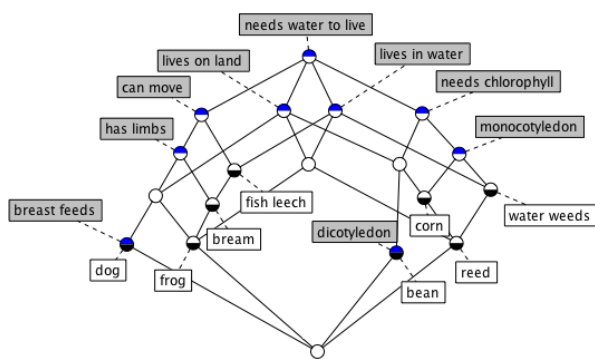 needs water to live
lives on land
lives in water
can move
needs chlorophyll
has limbs
monocotyledon
fish leech
breast feeds
bream
dicotyledon
corn
water weeds
dog
frog
bean
reed